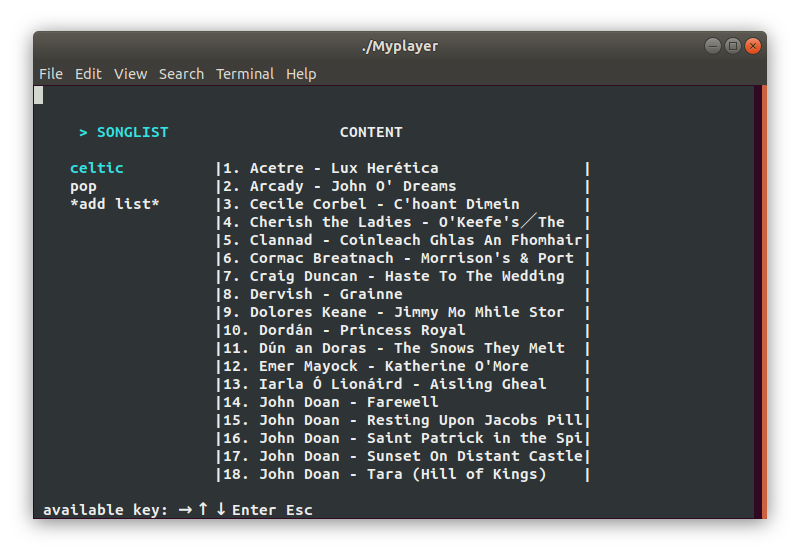 ./Myplayer
File Edit View Search Terminal Help
> SONGLIST CONTENT
celtic |1. Acetre - Lux Herética |
pop |2. Arcady - John O' Dreams |
*add list* |3. Cecile Corbel - C'hoant Dimein |
|4. Cherish the Ladies - O'Keefe's／The |
|5. Clannad - Coinleach Ghlas An Fhomhair|
|6. Cormac Breatnach - Morrison's & Port |
|7. Craig Duncan - Haste To The Wedding |
|8. Dervish - Grainne |
|9. Dolores Keane - Jimmy Mo Mhile Stor |
|10. Dordán - Princess Royal |
|11. Dún an Doras - The Snows They Melt |
|12. Emer Mayock - Katherine O'More |
|13. Iarla Ó Lionáird - Aisling Gheal |
|14. John Doan - Farewell |
|15. John Doan - Resting Upon Jacobs Pill|
|16. John Doan - Saint Patrick in the Spi|
|17. John Doan - Sunset On Distant Castle|
|18. John Doan - Tara (Hill of Kings) |
available key: →↑↓Enter Esc